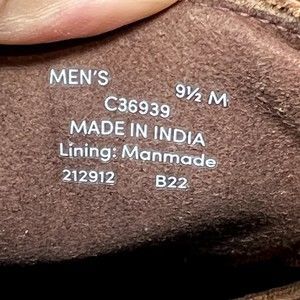 MEN'S 9½ M
C36939
MADE IN INDIA
Lining: Manmade
212912 B22